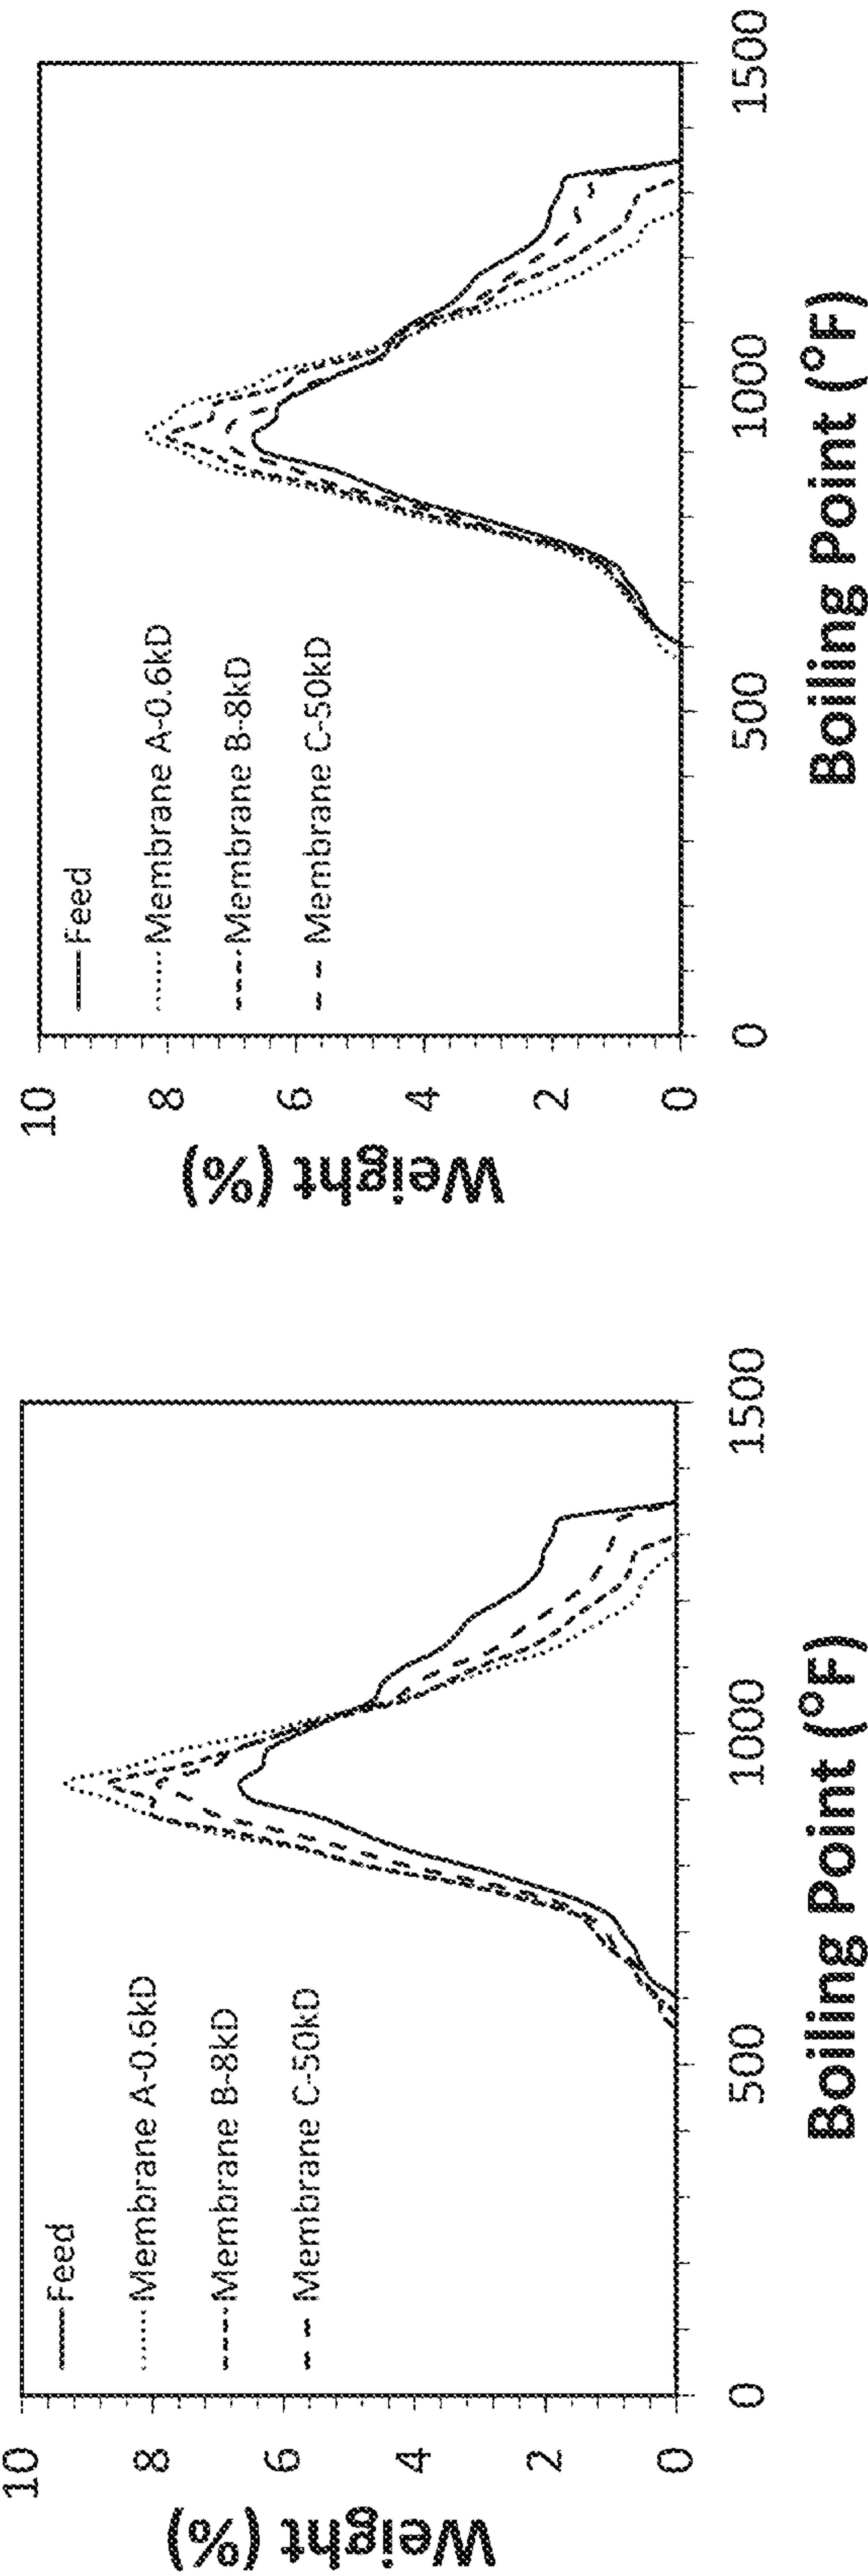 Weight (%)
10
8
6
4
2
0
Feed
Membrane A-0.6kD
Membrane B-8kD
Membrane C-50kD
0
500
1000
1500
Boiling Point (°F)
Weight (%)
10
8
6
4
2
0
Feed
Membrane A-0.6kD
Membrane B-8kD
Membrane C-50kD
0
500
1000
1500
Boiling Point (°F)